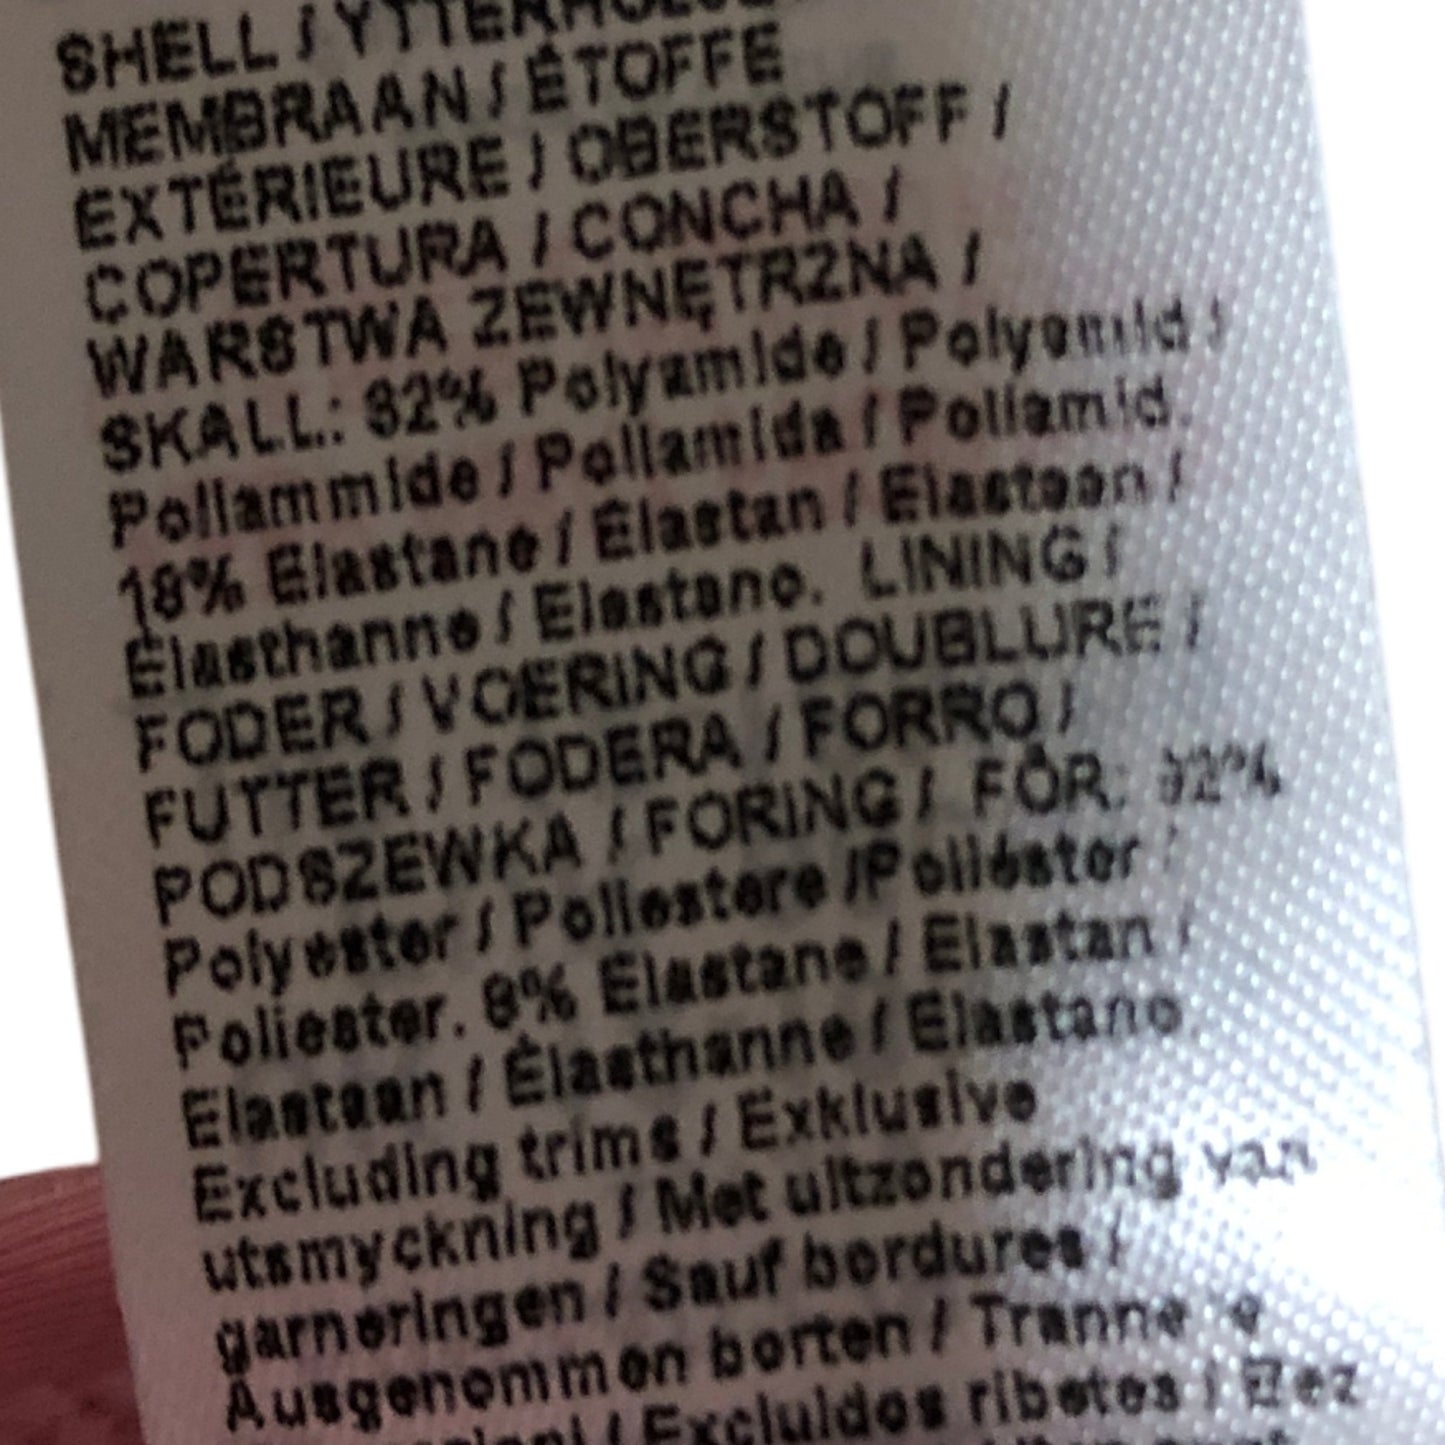 SHELL / YTTERHÖLJE
MEMBRAAN / ÉTOFFE
EXTÉRIEURE / OBERSTOFF /
COPERTURA / CONCHA /
WARSTWA ZEWNĘTRZNA /
SKALL: 82% Polyamide / Polyamid /
Poliammide / Poliamida / Poliamid.
18% Elastane / Elastan / Elastaan /
Élasthanne / Elastano. LINING /
FODER / VOERING / DOUBLURE /
FUTTER / FODERA / FORRO /
PODSZEWKA / FORING / FÔR: 92%
Polyester / Poliestere /Poliéster /
Poliester. 8% Elastane / Elastan /
Elastaan / Élasthanne / Elastano
Excluding trims / Exklusive
utsmyckning / Met uitzondering van
garneringen / Sauf bordures /
Ausgenommen borten / Tranne e
/ Excluidos ribetes / Bez